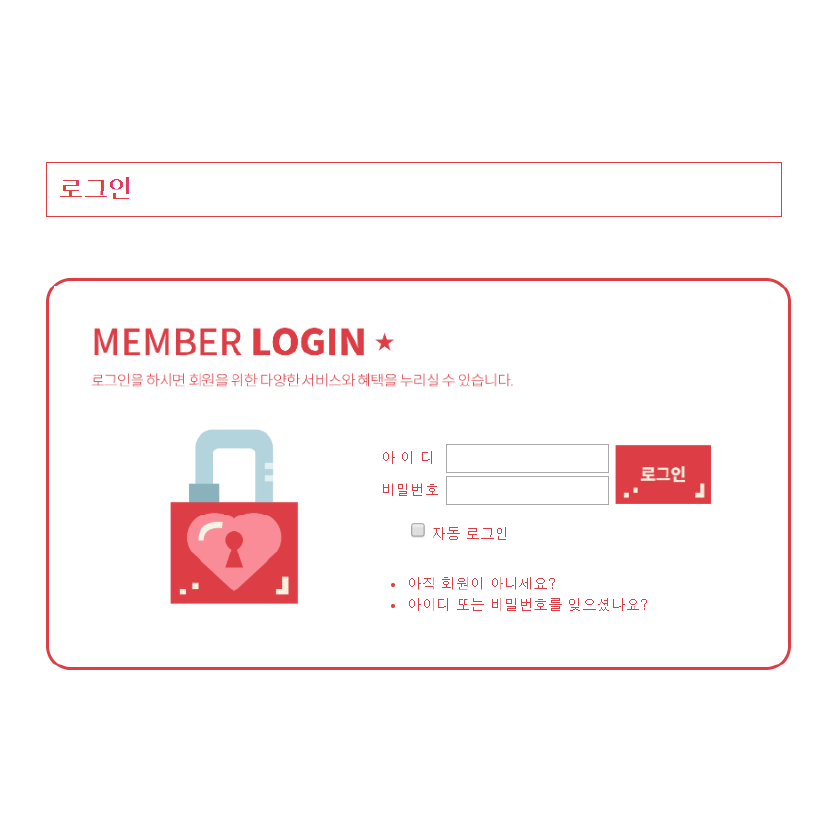 로그인
MEMBER LOGIN ★
로그인을 하시면 회원을 위한 다양한 서비스와 혜택을 누리실 수 있습니다.
아 이 디
비밀번호
로그인
자동 로그인
• 아직 회원이 아니세요?
• 아이디 또는 비밀번호를 잊으셨나요?